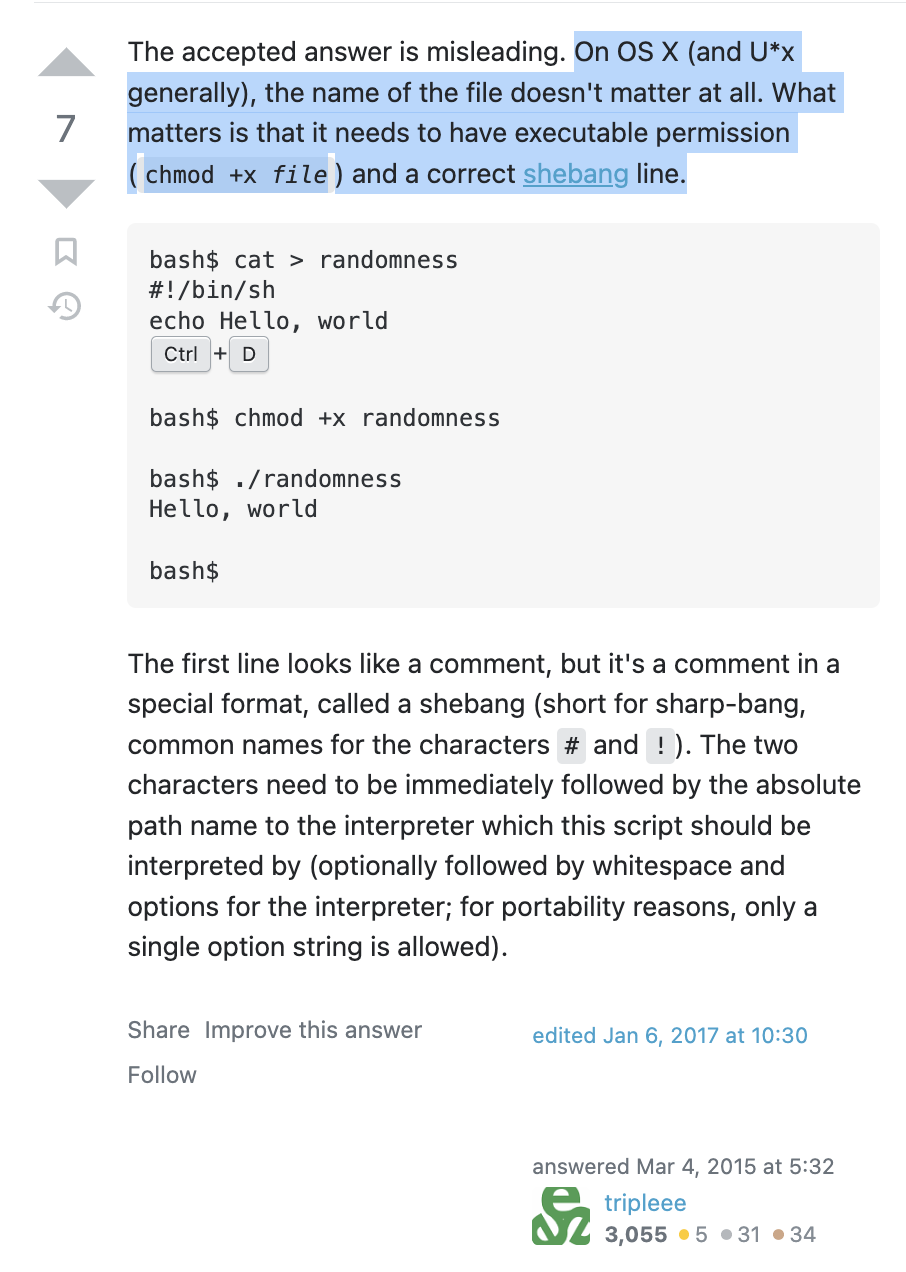 The accepted answer is misleading. On OS X (and U*x
generally), the name of the file doesn't matter at all. What
7
matters is that it needs to have executable permission
(chmod +x file) and a correct shebang line.
bash$ cat > randomness
#!/bin/sh
echo Hello, world
Ctrl+D
bash$ chmod +x randomness
bash$ ./randomness
Hello, world
bash$
The first line looks like a comment, but it's a comment in a
special format, called a shebang (short for sharp-bang,
common names for the characters # and !). The two
characters need to be immediately followed by the absolute
path name to the interpreter which this script should be
interpreted by (optionally followed by whitespace and
options for the interpreter; for portability reasons, only a
single option string is allowed).
Share Improve this answer
Follow
edited Jan 6, 2017 at 10:30
answered Mar 4, 2015 at 5:32
tripleee
3,055 5 31 34